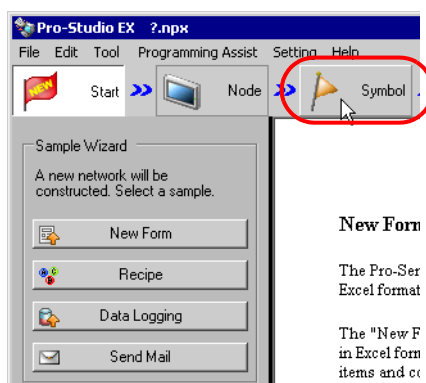 Pro-Studio EX ?.npx
File Edit Tool Programming Assist Setting Help
NEW Start Node Symbol
Sample Wizard
A new network will be
constructed. Select a sample.
New Form
Recipe
Data Logging
Send Mail
New Form
The Pro-Ser
Excel format
The "New F
in Excel form
items and co